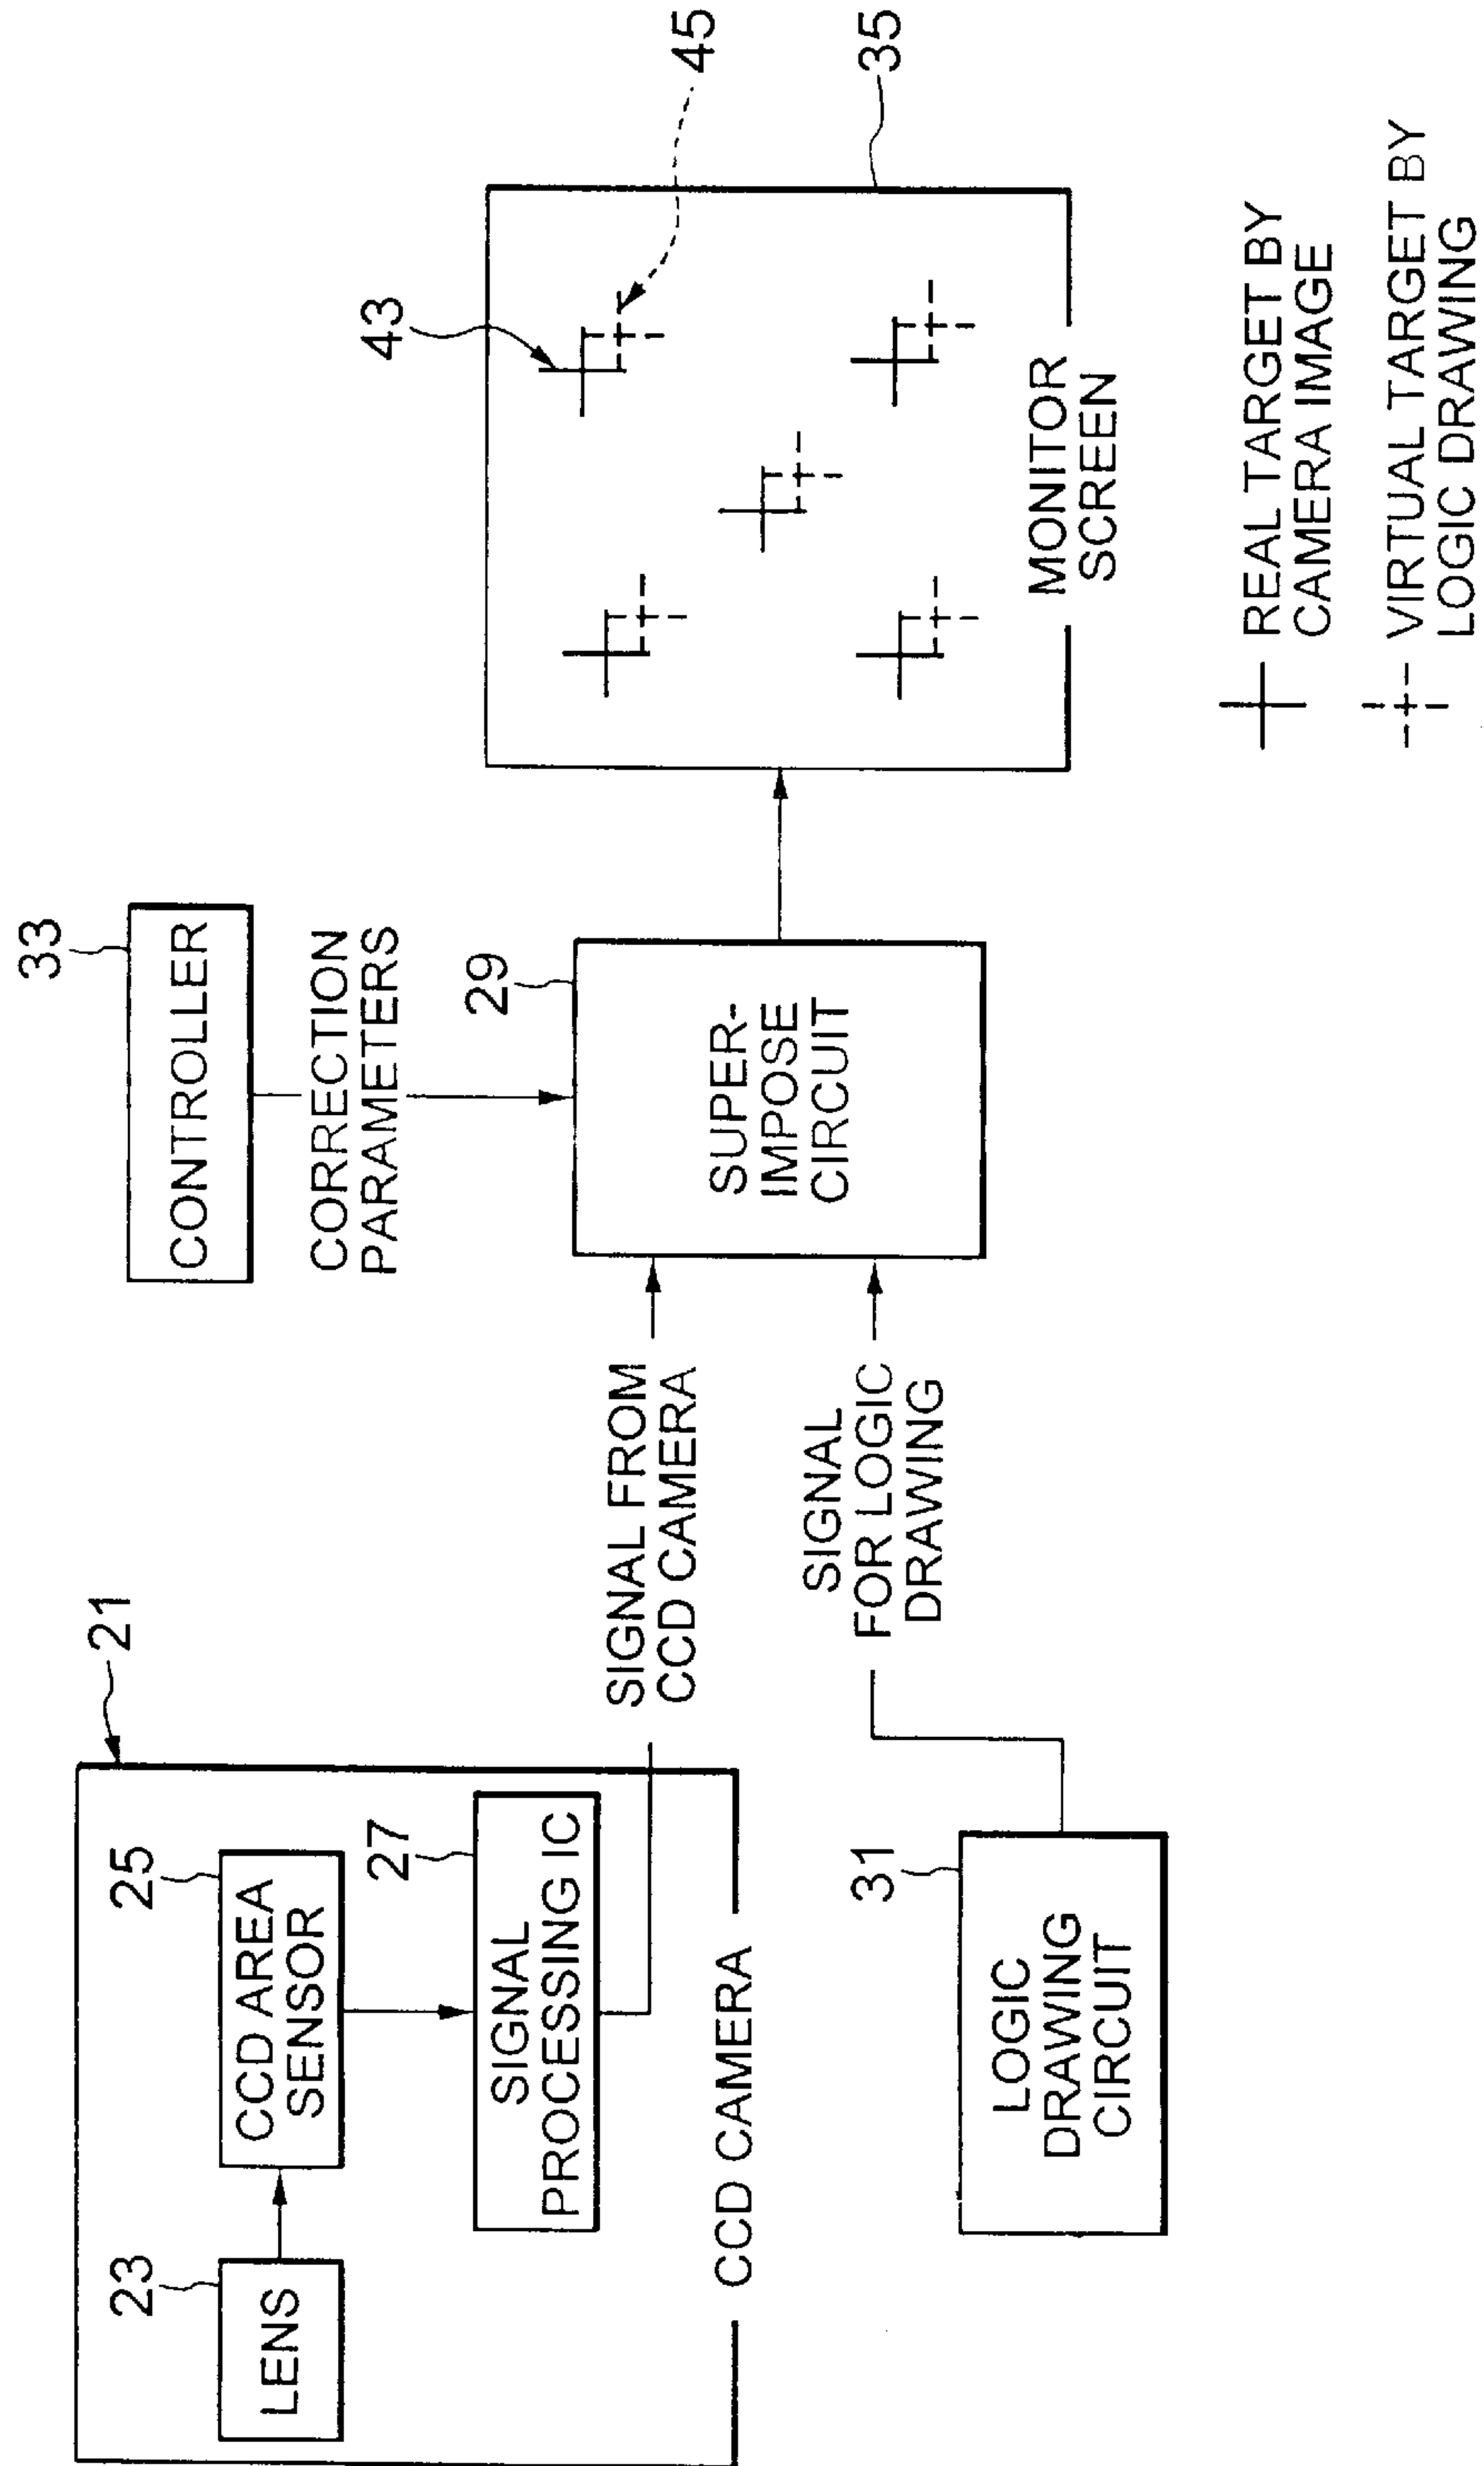 21
23
LENS
25
CCD AREA
SENSOR
27
SIGNAL
PROCESSING IC
CCD CAMERA
31
LOGIC
DRAWING
CIRCUIT
SIGNAL FROM
CCD CAMERA
SIGNAL
FOR LOGIC
DRAWING
33
CONTROLLER
CORRECTION
PARAMETERS
29
SUPER-
IMPOSE
CIRCUIT
43
45
35
MONITOR
SCREEN
REAL TARGET BY
CAMERA IMAGE
VIRTUAL TARGET BY
LOGIC DRAWING